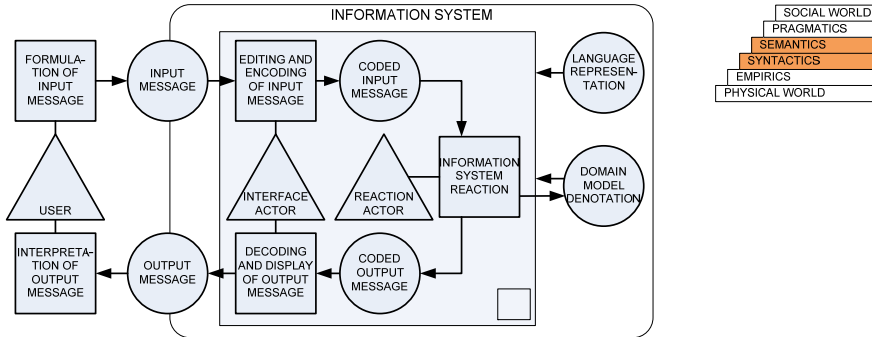 INFORMATION SYSTEM
FORMULA-
TION OF
INPUT
MESSAGE
INPUT
MESSAGE
EDITING AND
ENCODING
OF INPUT
MESSAGE
CODED
INPUT
MESSAGE
LANGUAGE
REPRESEN-
TATION
USER
INTERFACE
ACTOR
REACTION
ACTOR
INFORMATION
SYSTEM
REACTION
DOMAIN
MODEL
DENOTATION
INTERPRETA-
TION OF
OUTPUT
MESSAGE
OUTPUT
MESSAGE
DECODING
AND DISPLAY
OF OUTPUT
MESSAGE
CODED
OUTPUT
MESSAGE
SOCIAL WORLD
PRAGMATICS
SEMANTICS
SYNTACTICS
EMPIRICS
PHYSICAL WORLD